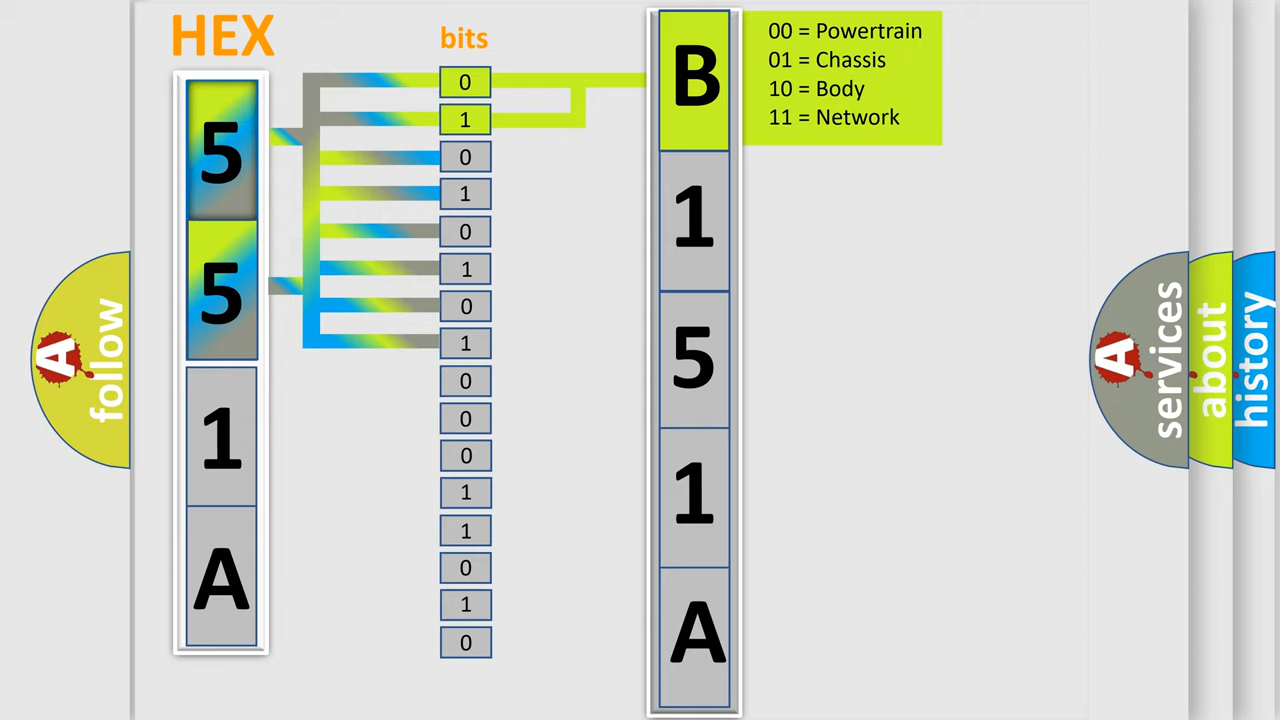 HEX
bits
5
5
1
A
0
1
0
1
0
1
0
1
0
0
0
1
1
0
1
0
B
1
5
1
A
00 = Powertrain
01 = Chassis
10 = Body
11 = Network
A follow
A services
about
history